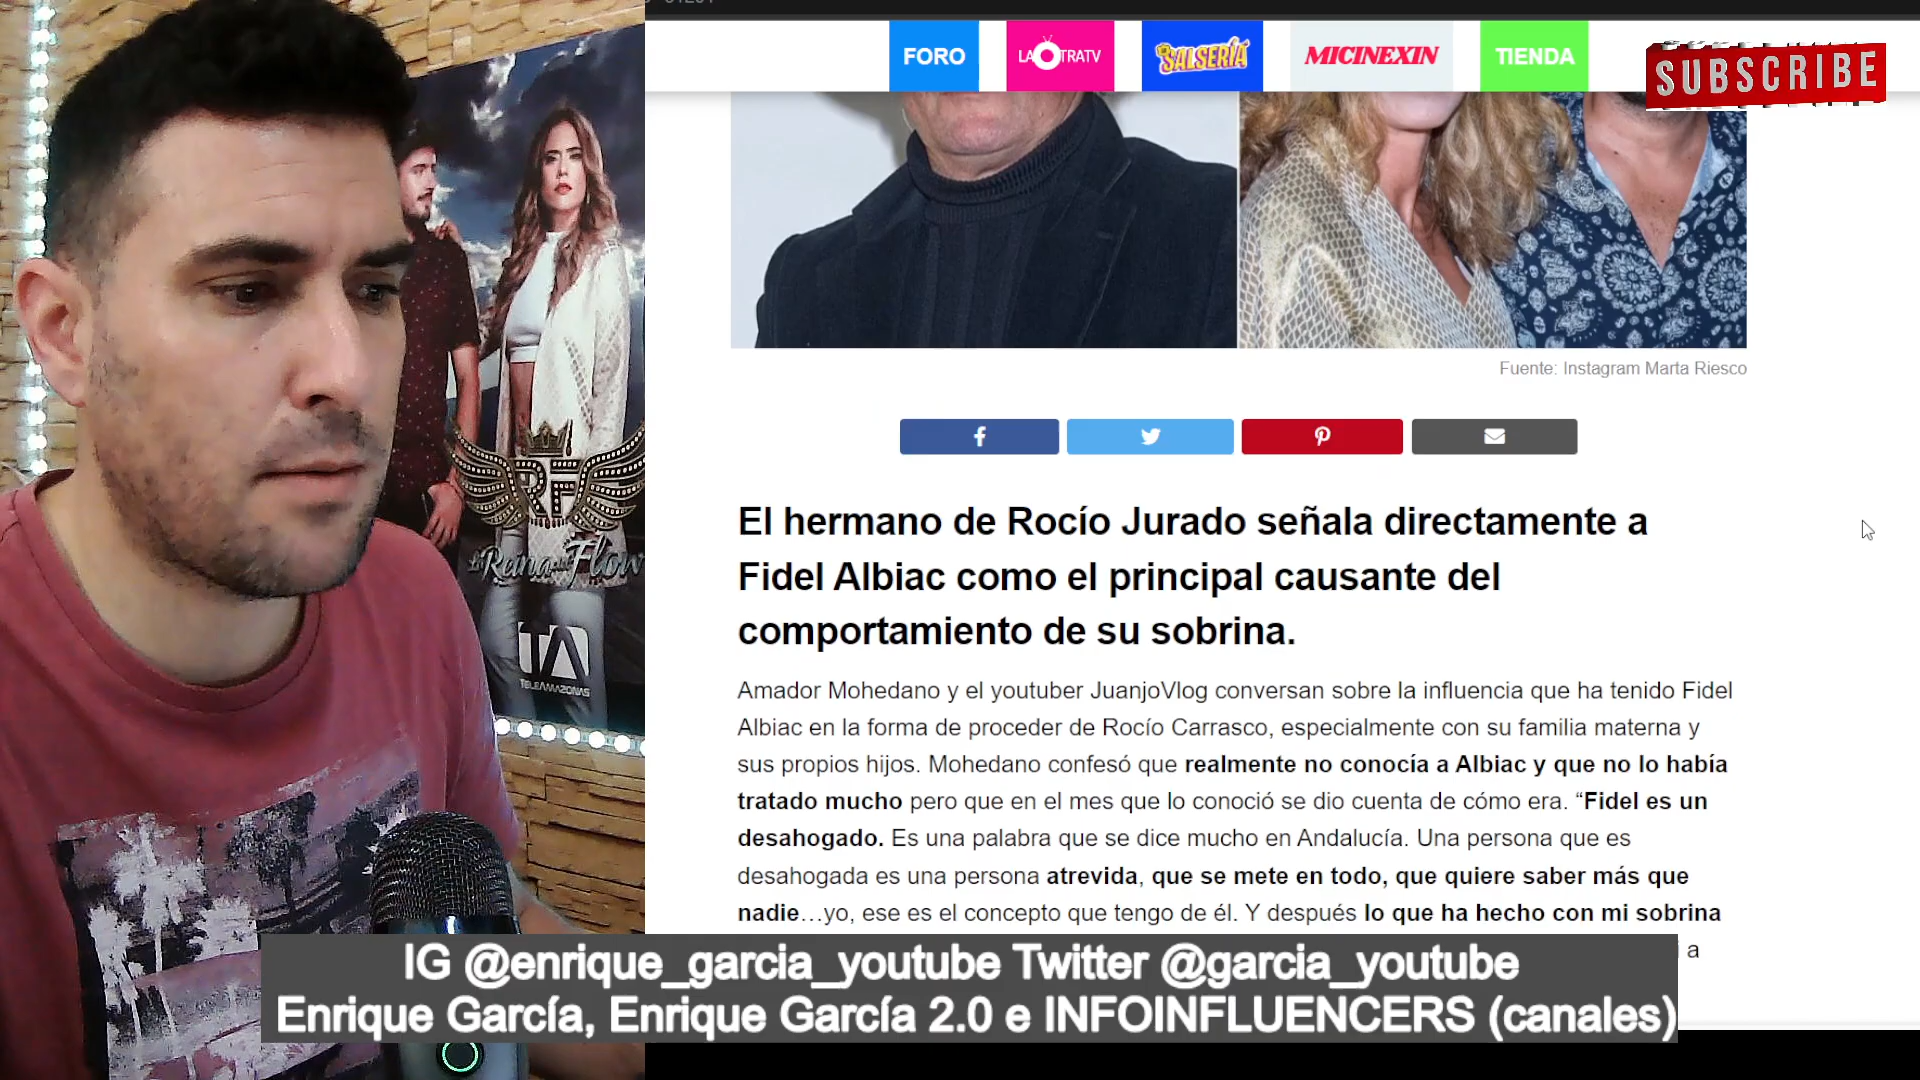 FORO
LA OTRATV
SALSERÍA
MICINEXIN
TIENDA
SUBSCRIBE
Fuente: Instagram Marta Riesco
El hermano de Rocío Jurado señala directamente a
Fidel Albiac como el principal causante del
comportamiento de su sobrina.
Amador Mohedano y el youtuber JuanjoVlog conversan sobre la influencia que ha tenido Fidel
Albiac en la forma de proceder de Rocío Carrasco, especialmente con su familia materna y
sus propios hijos. Mohedano confesó que realmente no conocía a Albiac y que no lo había
tratado mucho pero que en el mes que lo conoció se dio cuenta de cómo era. “Fidel es un
desahogado. Es una palabra que se dice mucho en Andalucía. Una persona que es
desahogada es una persona atrevida, que se mete en todo, que quiere saber más que
nadie…yo, ese es el concepto que tengo de él. Y después lo que ha hecho con mi sobrina
a
RF
La Reina del Flow
TA
TELEAMAZONAS
IG @enrique_garcia_youtube Twitter @garcia_youtube
Enrique García, Enrique García 2.0 e INFOINFLUENCERS (canales)